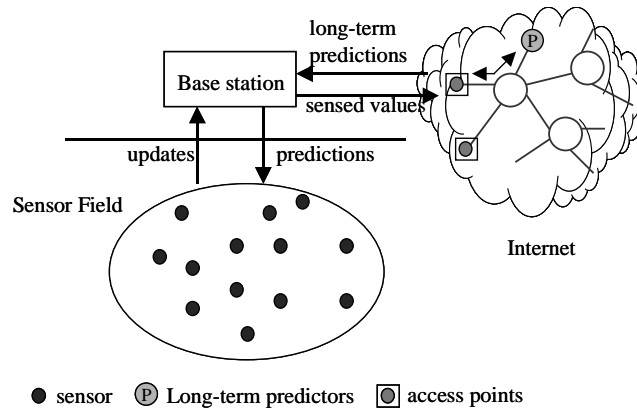 long-term
predictions
P
Base station
sensed values
updates
predictions
Sensor Field
Internet
sensor
P
Long-term predictors
access points